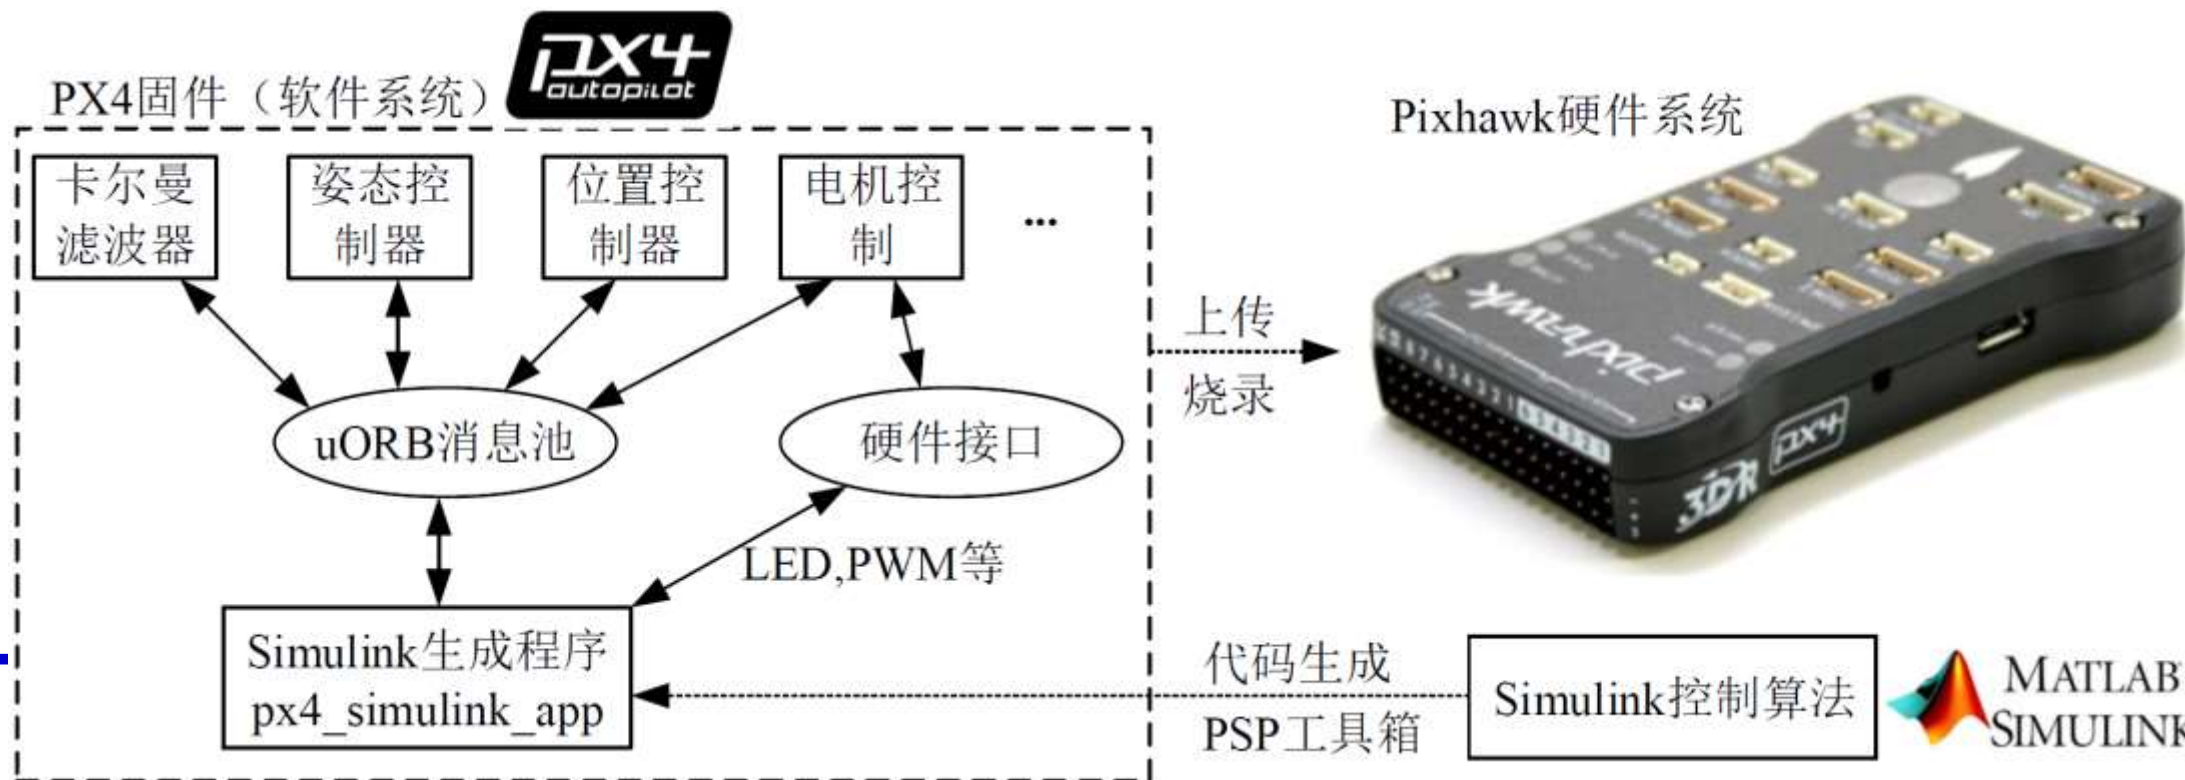 PX4固件（软件系统）
px4
autopilot
Pixhawk硬件系统
卡尔曼
滤波器
姿态控
制器
位置控
制器
电机控
制
...
uORB消息池
硬件接口
LED,PWM等
Simulink生成程序
px4_simulink_app
上传
烧录
pixhawk
3DR
px4
代码生成
PSP工具箱
Simulink控制算法
MATLAB
SIMULINK